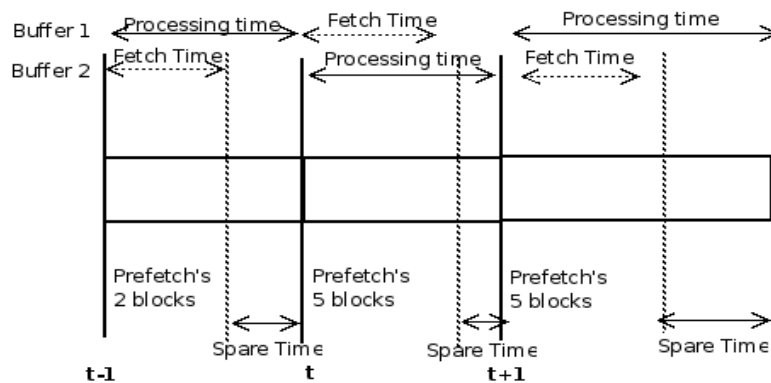 Buffer 1 Processing time Fetch Time Processing time
Buffer 2 Fetch Time Processing time Fetch Time
Prefetch's Prefetch's Prefetch's
2 blocks 5 blocks 5 blocks
Spare Time Spare Time Spare Time
t-1 t t+1